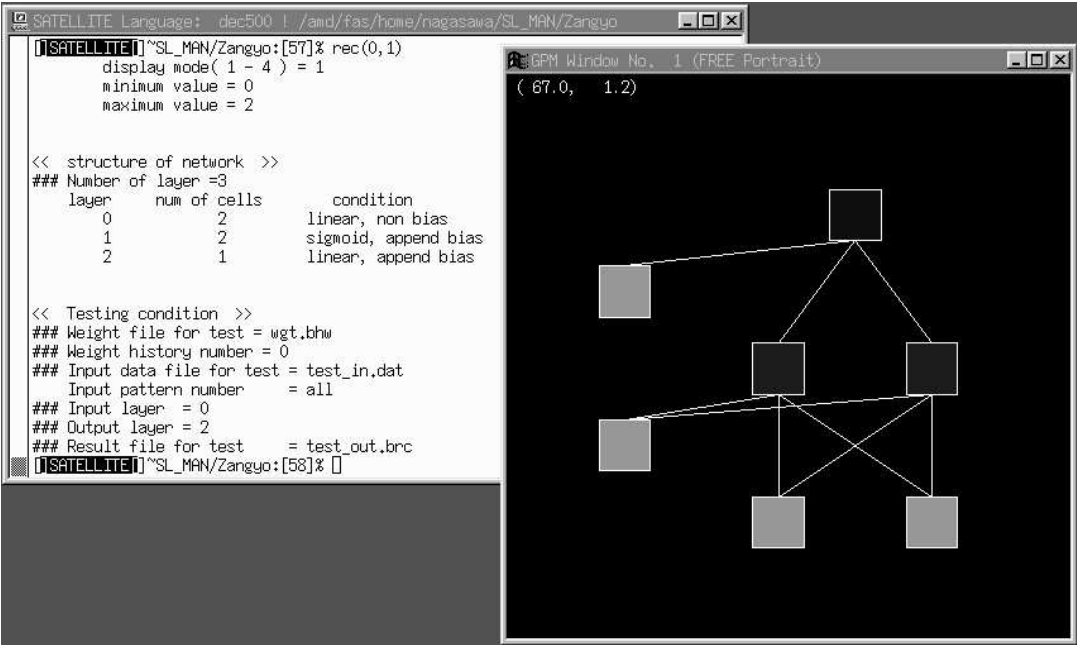 SATELLITE Language: dec500 ! /amd/fas/home/nagasawa/SL_MAN/Zangyo
[SATELLITE]~SL_MAN/Zangyo:[57]% rec(0,1)
display mode( 1 - 4 ) = 1
minimum value = 0
maximum value = 2
<< structure of network >>
### Number of layer =3
layer num of cells condition
0 2 linear, non bias
1 2 sigmoid, append bias
2 1 linear, append bias
<< Testing condition >>
### Weight file for test = wgt.bhw
### Weight history number = 0
### Input data file for test = test_in.dat
Input pattern number = all
### Input layer = 0
### Output layer = 2
### Result file for test = test_out.brc
[SATELLITE]~SL_MAN/Zangyo:[58]%
GPM Window No. 1 (FREE Portrait)
( 67.0, 1.2)